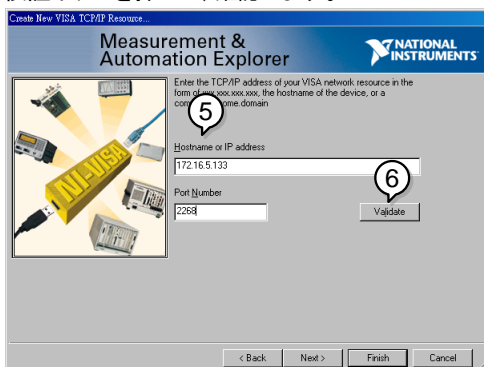 Create New VISA TCP/IP Resource...
Measurement &
Automation Explorer
NATIONAL
INSTRUMENTS
Enter the TCP/IP address of your VISA network resource in the
form of xxx.xxx.xxx.xxx, the hostname of the device, or a
some.domain
5
Hostname or IP address
172.16.5.133
6
Port Number
2268
Validate
NI-VISA
< Back
Next >
Finish
Cancel